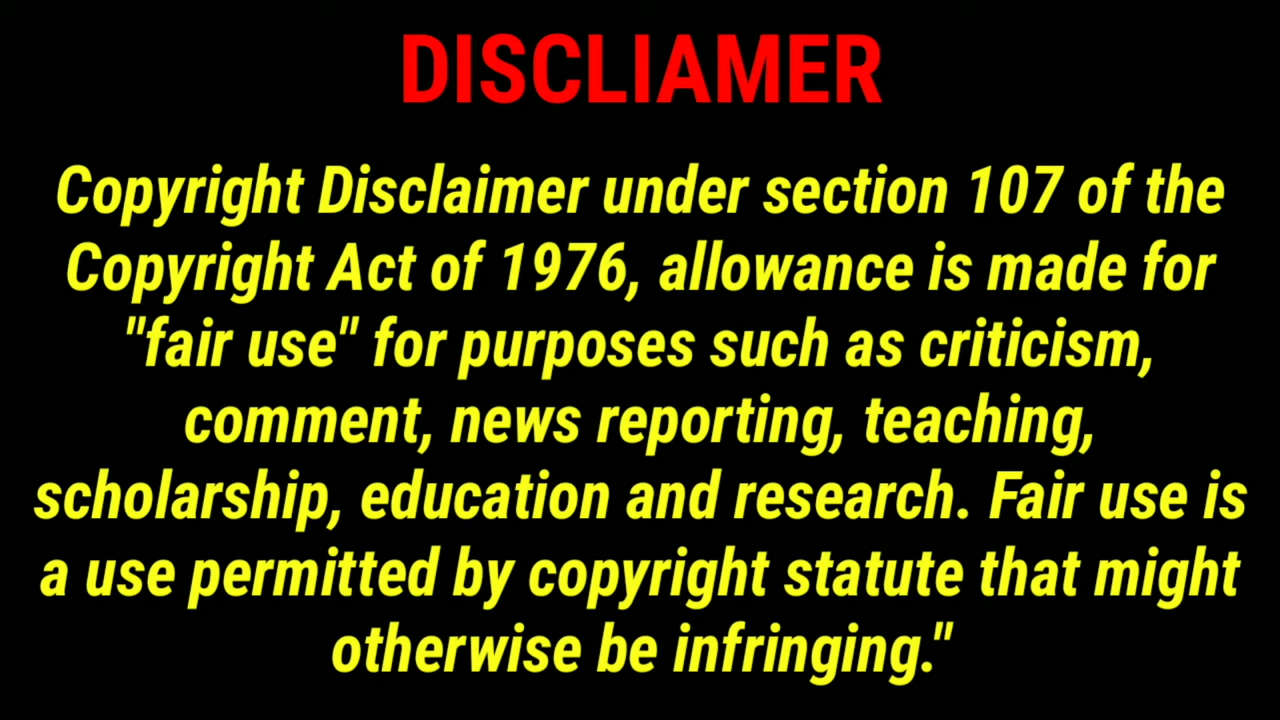 DISCLIAMER
Copyright Disclaimer under section 107 of the
Copyright Act of 1976, allowance is made for
"fair use" for purposes such as criticism,
comment, news reporting, teaching,
scholarship, education and research. Fair use is
a use permitted by copyright statute that might
otherwise be infringing."